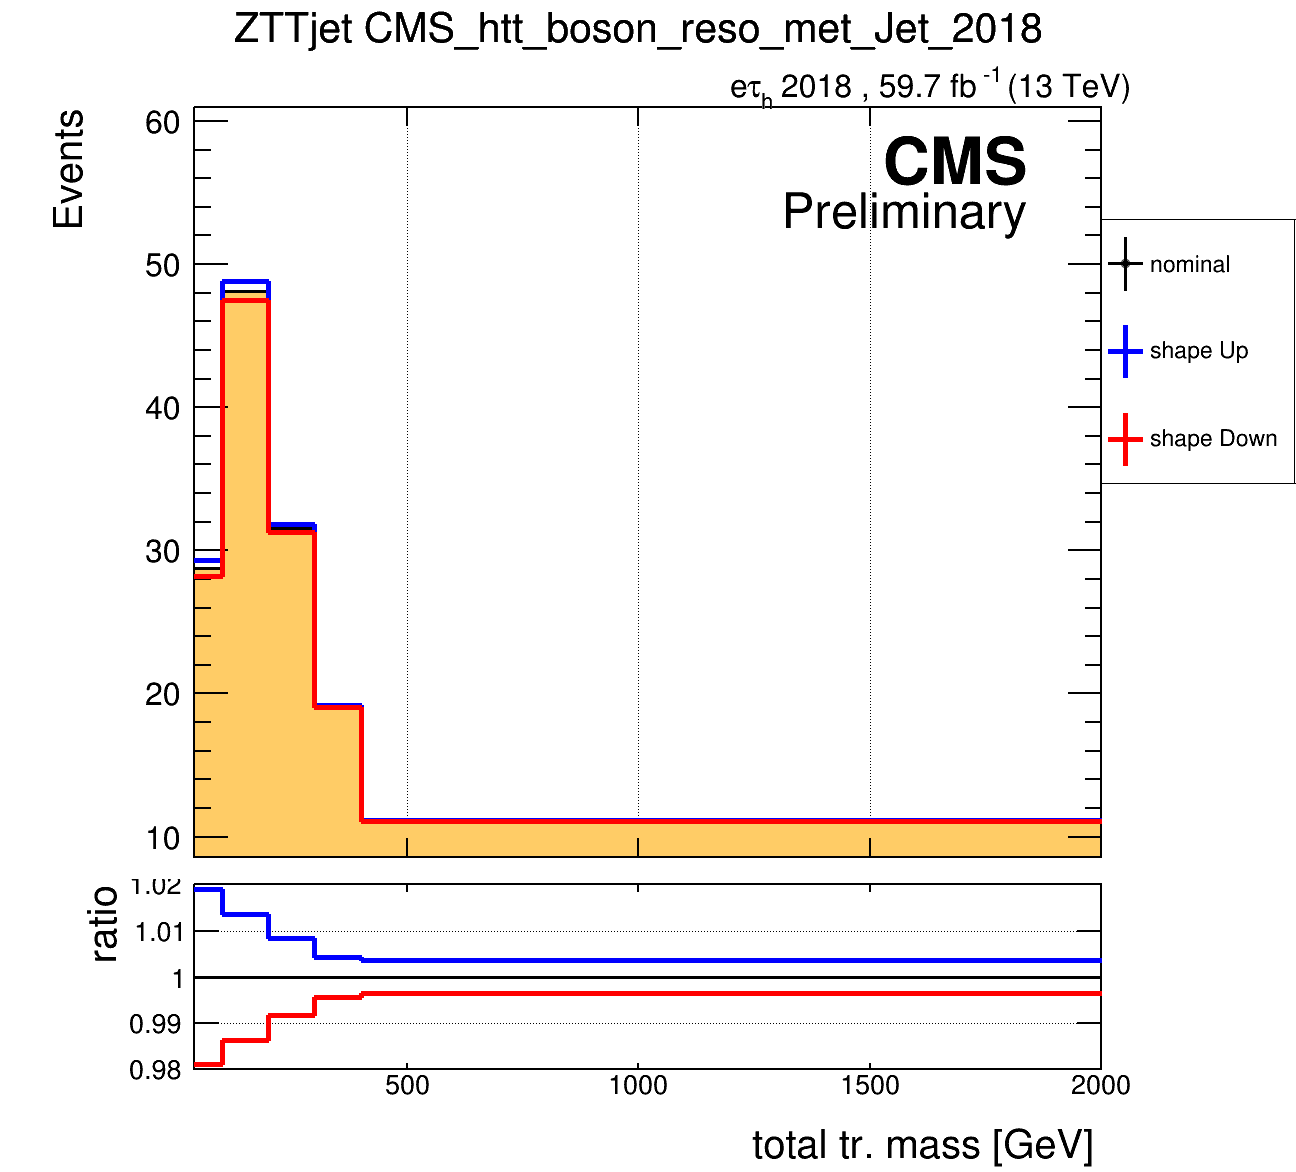 ZTTjet CMS_htt_boson_reso_met_Jet_2018
eτh 2018 , 59.7 fb -1 (13 TeV)
Events
60
50
40
30
20
10
CMS
Preliminary
nominal
shape Up
shape Down
ratio
1.02
1.01
1
0.99
0.98
500 1000 1500 2000
total tr. mass [GeV]